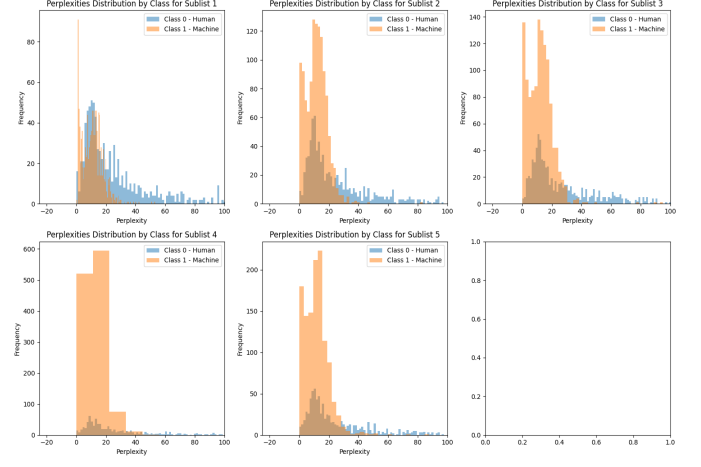 Perplexities Distribution by Class for Sublist 1
Class 0 - Human
Class 1 - Machine
80
60
40
20
0
Frequency
−20 0 20 40 60 80 100
Perplexity
Perplexities Distribution by Class for Sublist 2
Class 0 - Human
Class 1 - Machine
120
100
80
60
40
20
0
Frequency
−20 0 20 40 60 80 100
Perplexity
Perplexities Distribution by Class for Sublist 3
Class 0 - Human
Class 1 - Machine
140
120
100
80
60
40
20
0
Frequency
−20 0 20 40 60 80 100
Perplexity
Perplexities Distribution by Class for Sublist 4
Class 0 - Human
Class 1 - Machine
600
500
400
300
200
100
0
Frequency
−20 0 20 40 60 80 100
Perplexity
Perplexities Distribution by Class for Sublist 5
Class 0 - Human
Class 1 - Machine
200
150
100
50
0
Frequency
−20 0 20 40 60 80 100
Perplexity
1.0
0.8
0.6
0.4
0.2
0.0
0.0 0.2 0.4 0.6 0.8 1.0